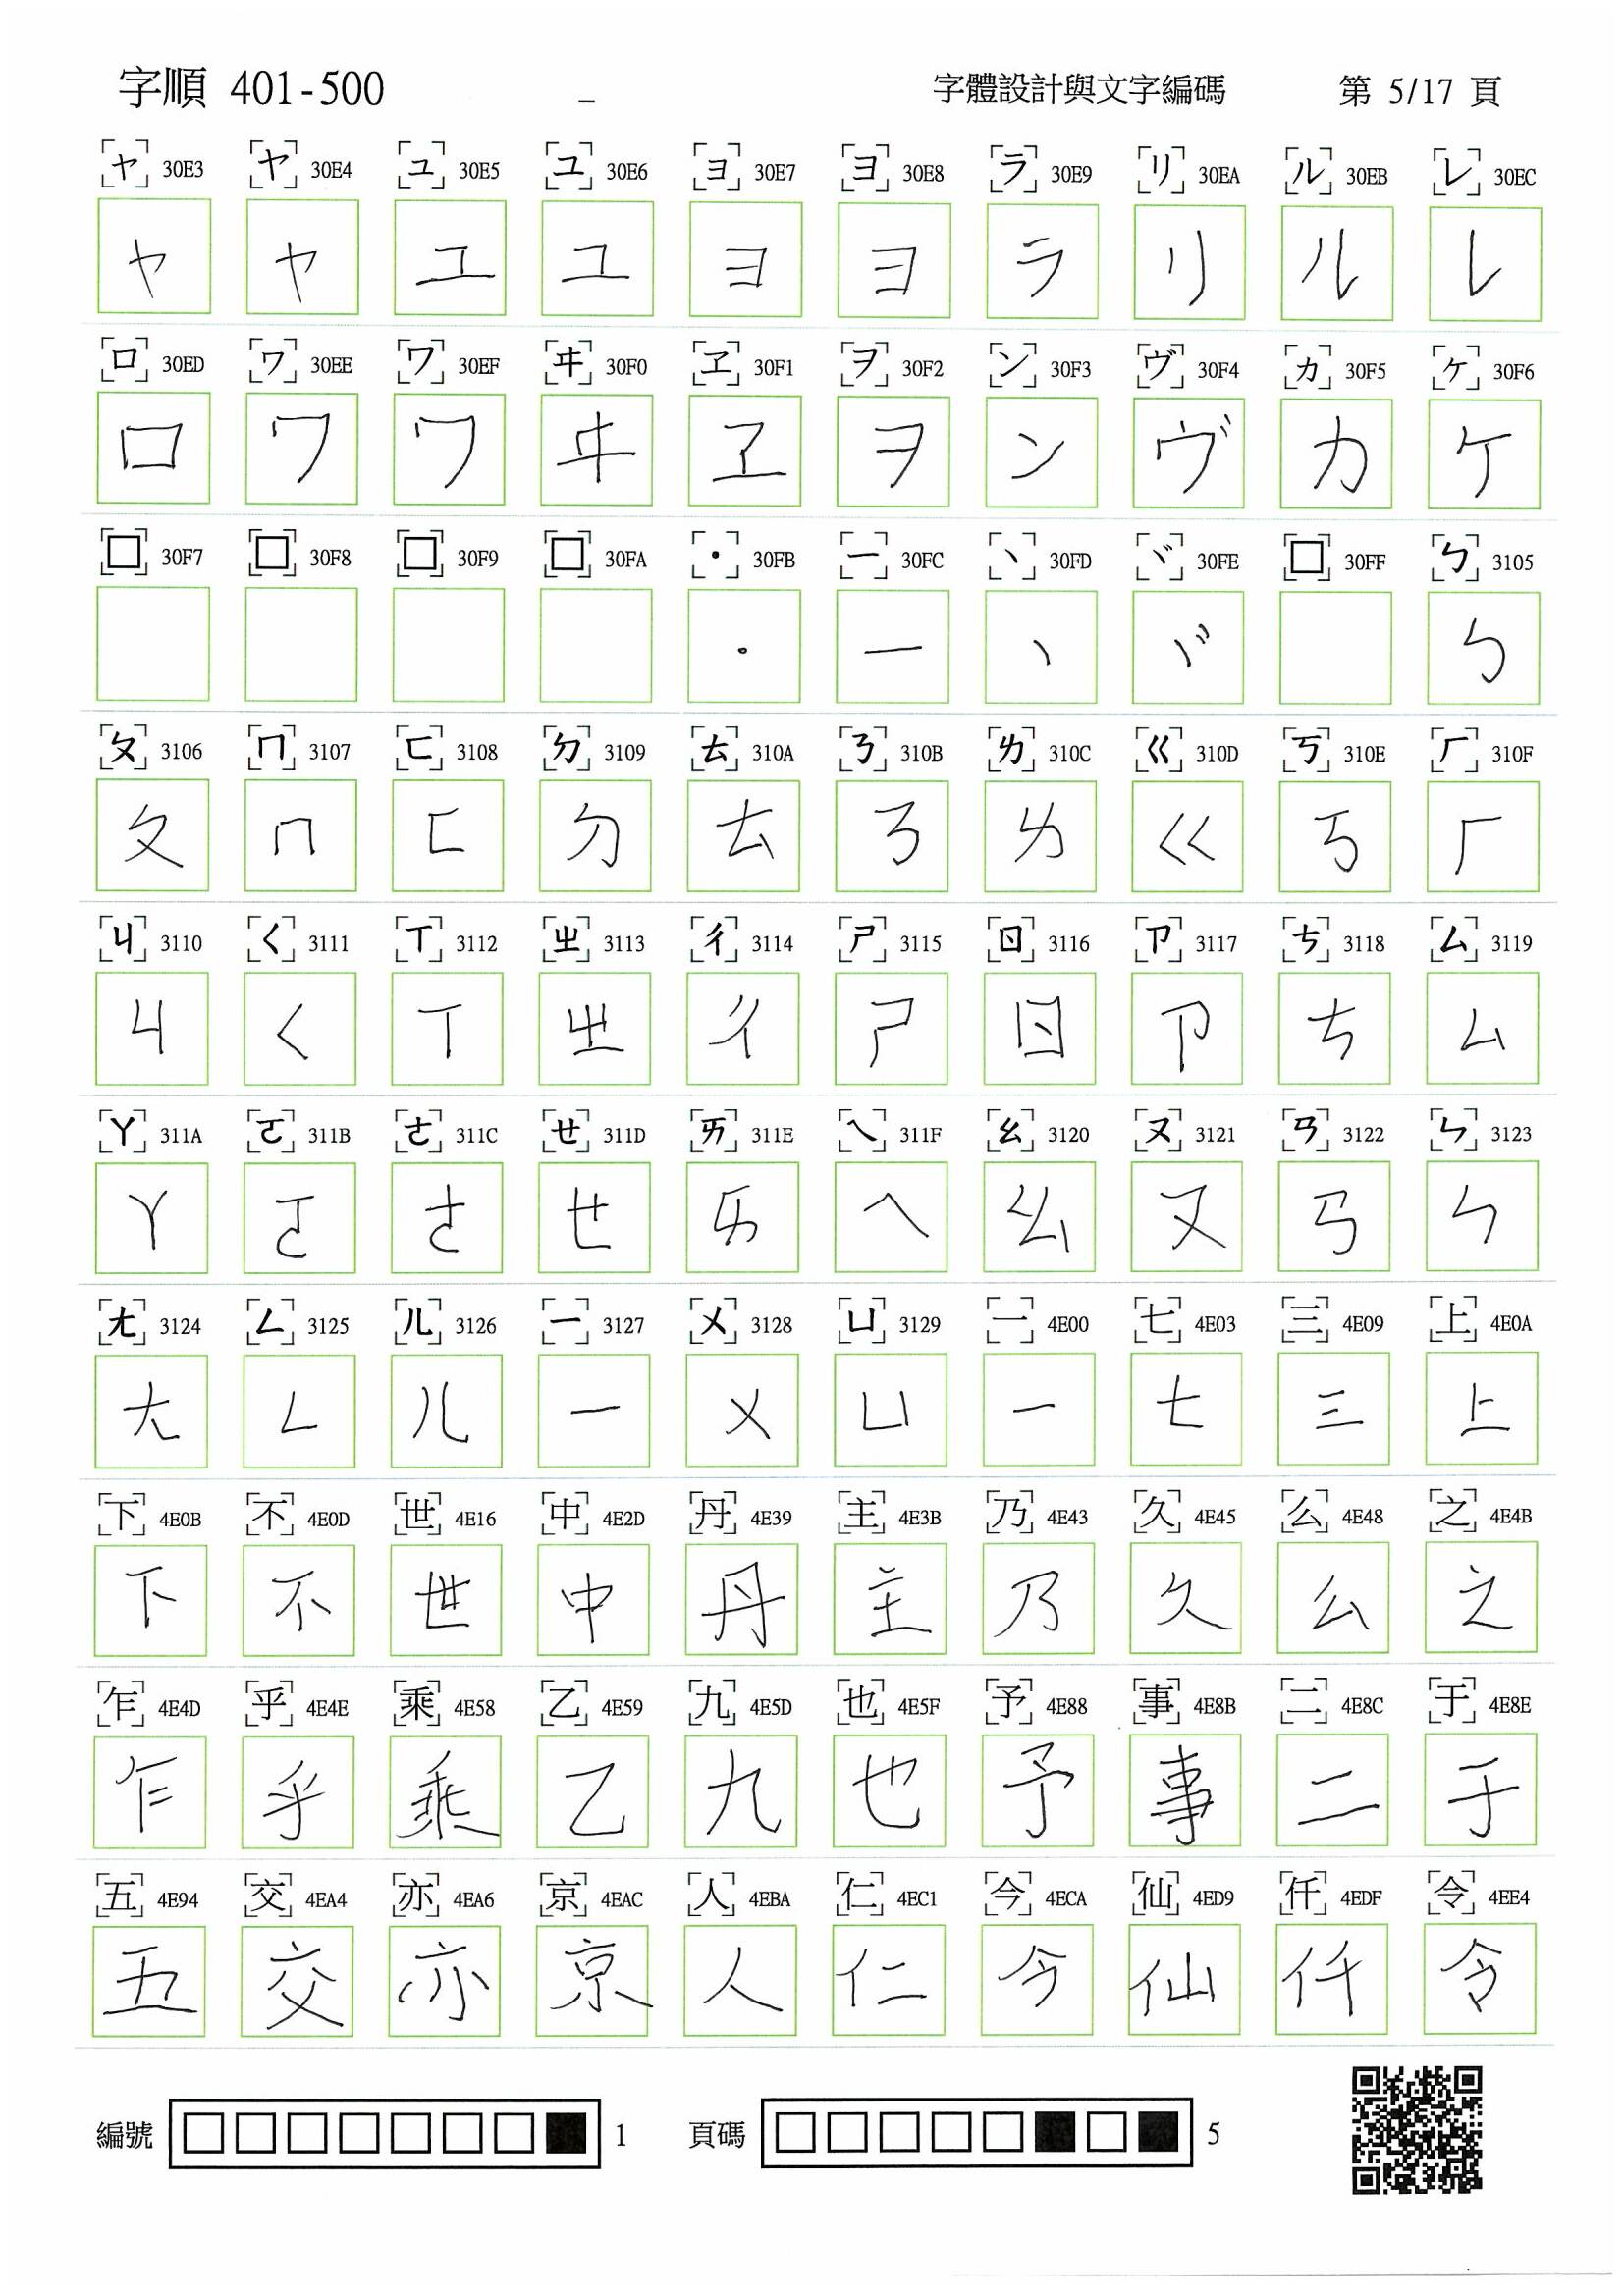 字順 401-500 _ 字體設計與文字編碼 第 5/17 頁
ャ 30E3 ヤ 30E4 ュ 30E5 ユ 30E6 ョ 30E7 ヨ 30E8 ラ 30E9 リ 30EA ル 30EB レ 30EC
ヤ ヤ ユ ユ ヨ ヨ ラ リ ル レ
ロ 30ED ヮ 30EE ワ 30EF ヰ 30F0 ヱ 30F1 ヲ 30F2 ン 30F3 ヴ 30F4 ヵ 30F5 ヶ 30F6
ロ ワ ワ ヰ ヱ ヲ ン ヴ カ ケ
□ 30F7 □ 30F8 □ 30F9 □ 30FA ・ 30FB ー 30FC ヽ 30FD ヾ 30FE □ 30FF ㄅ 3105
・ ー ヽ ヾ ㄅ
ㄆ 3106 ㄇ 3107 ㄈ 3108 ㄉ 3109 ㄊ 310A ㄋ 310B ㄌ 310C ㄍ 310D ㄎ 310E ㄏ 310F
ㄆ ㄇ ㄈ ㄉ ㄊ ㄋ ㄌ ㄍ ㄎ ㄏ
ㄐ 3110 ㄑ 3111 ㄒ 3112 ㄓ 3113 ㄔ 3114 ㄕ 3115 ㄖ 3116 ㄗ 3117 ㄘ 3118 ㄙ 3119
ㄐ ㄑ ㄒ ㄓ ㄔ ㄕ ㄖ ㄗ ㄘ ㄙ
ㄚ 311A ㄛ 311B ㄜ 311C ㄝ 311D ㄞ 311E ㄟ 311F ㄠ 3120 ㄡ 3121 ㄢ 3122 ㄣ 3123
ㄚ ㄛ ㄜ ㄝ ㄞ ㄟ ㄠ ㄡ ㄢ ㄣ
ㄤ 3124 ㄥ 3125 ㄦ 3126 ㄧ 3127 ㄨ 3128 ㄩ 3129 一 4E00 七 4E03 三 4E09 上 4E0A
ㄤ ㄥ ㄦ ㄧ ㄨ ㄩ 一 七 三 上
下 4E0B 不 4E0D 世 4E16 中 4E2D 丹 4E39 主 4E3B 乃 4E43 久 4E45 么 4E48 之 4E4B
下 不 世 中 丹 主 乃 久 么 之
乍 4E4D 乎 4E4E 乘 4E58 乙 4E59 九 4E5D 也 4E5F 予 4E88 事 4E8B 二 4E8C 于 4E8E
乍 乎 乘 乙 九 也 予 事 二 于
五 4E94 交 4EA4 亦 4EA6 京 4EAC 人 4EBA 仁 4EC1 今 4ECA 仙 4ED9 仟 4EDF 令 4EE4
五 交 亦 京 人 仁 今 仙 仟 令
編號 □□□□□□□■ 1 頁碼 □□□□□■□■ 5